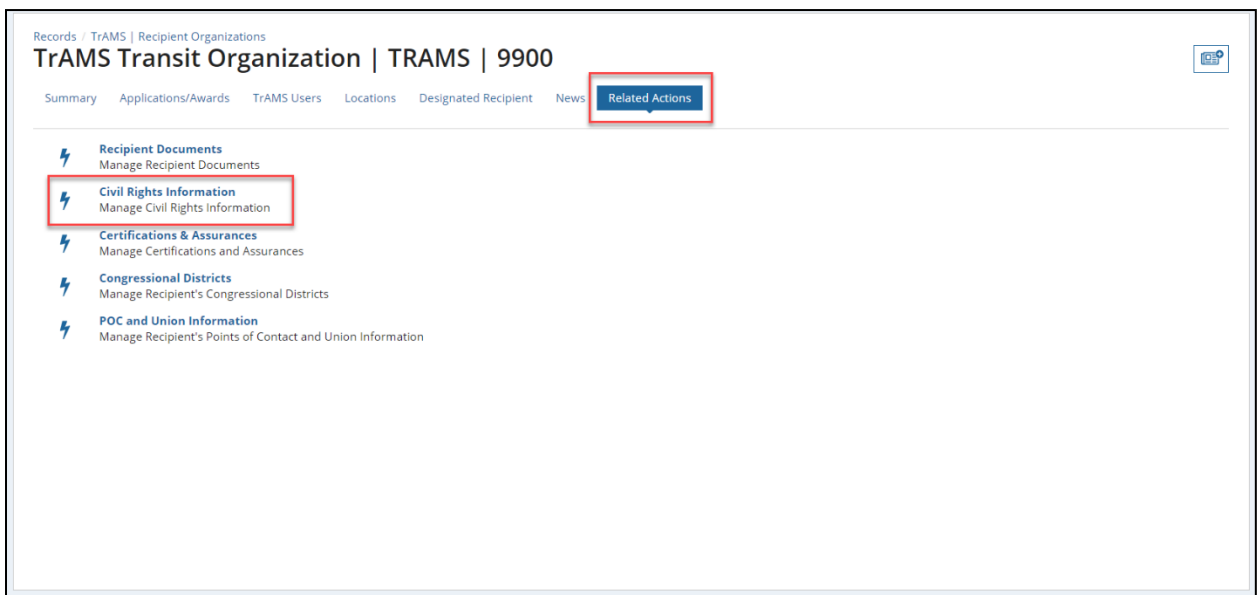 Records / TrAMS | Recipient Organizations
TrAMS Transit Organization | TRAMS | 9900
Summary Applications/Awards TrAMS Users Locations Designated Recipient News Related Actions
Recipient Documents
Manage Recipient Documents
Civil Rights Information
Manage Civil Rights Information
Certifications & Assurances
Manage Certifications and Assurances
Congressional Districts
Manage Recipient's Congressional Districts
POC and Union Information
Manage Recipient's Points of Contact and Union Information